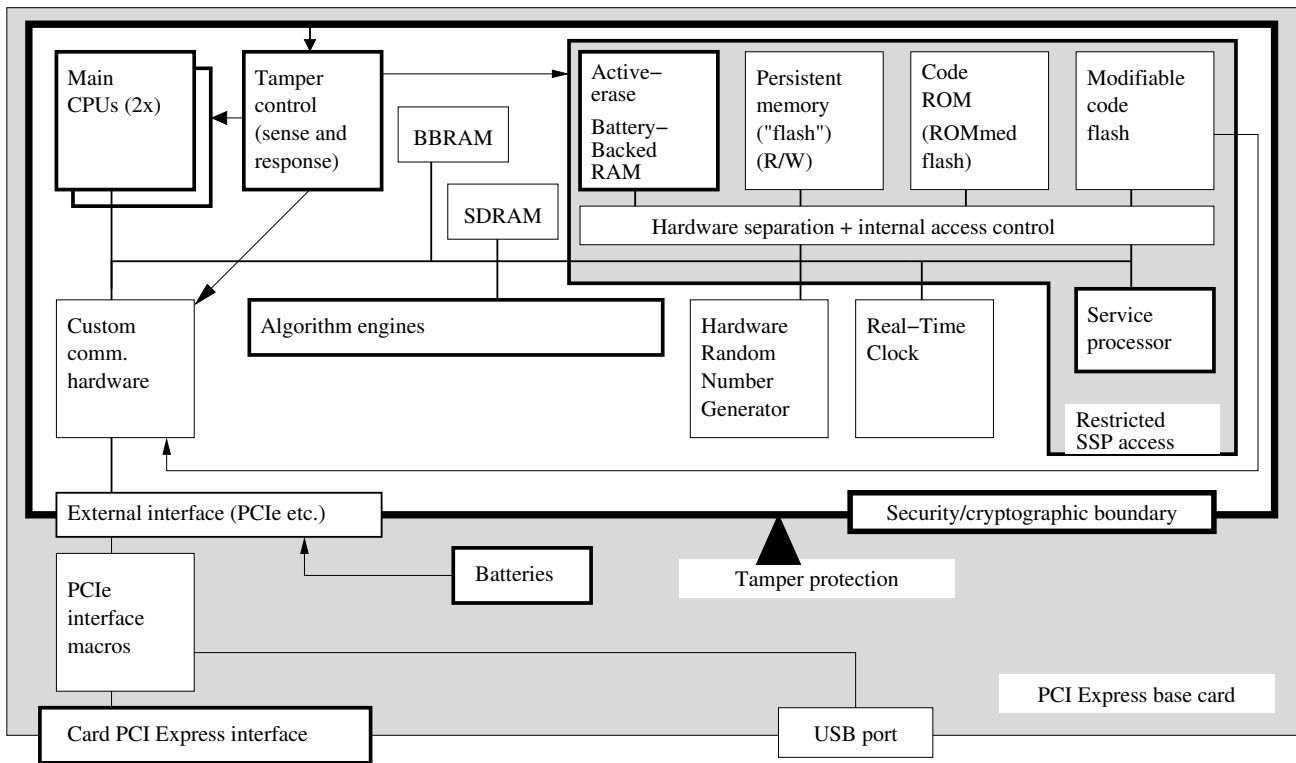 Main
CPUs (2x)
Tamper
control
(sense and
response)
BBRAM
SDRAM
Active−
erase
Battery−
Backed
RAM
Persistent
memory
("flash")
(R/W)
Code
ROM
(ROMmed
flash)
Modifiable
code
flash
Hardware separation + internal access control
Custom
comm.
hardware
Algorithm engines
Hardware
Random
Number
Generator
Real−Time
Clock
Service
processor
Restricted
SSP access
External interface (PCIe etc.)
Security/cryptographic boundary
PCIe
interface
macros
Batteries
Tamper protection
PCI Express base card
Card PCI Express interface
USB port